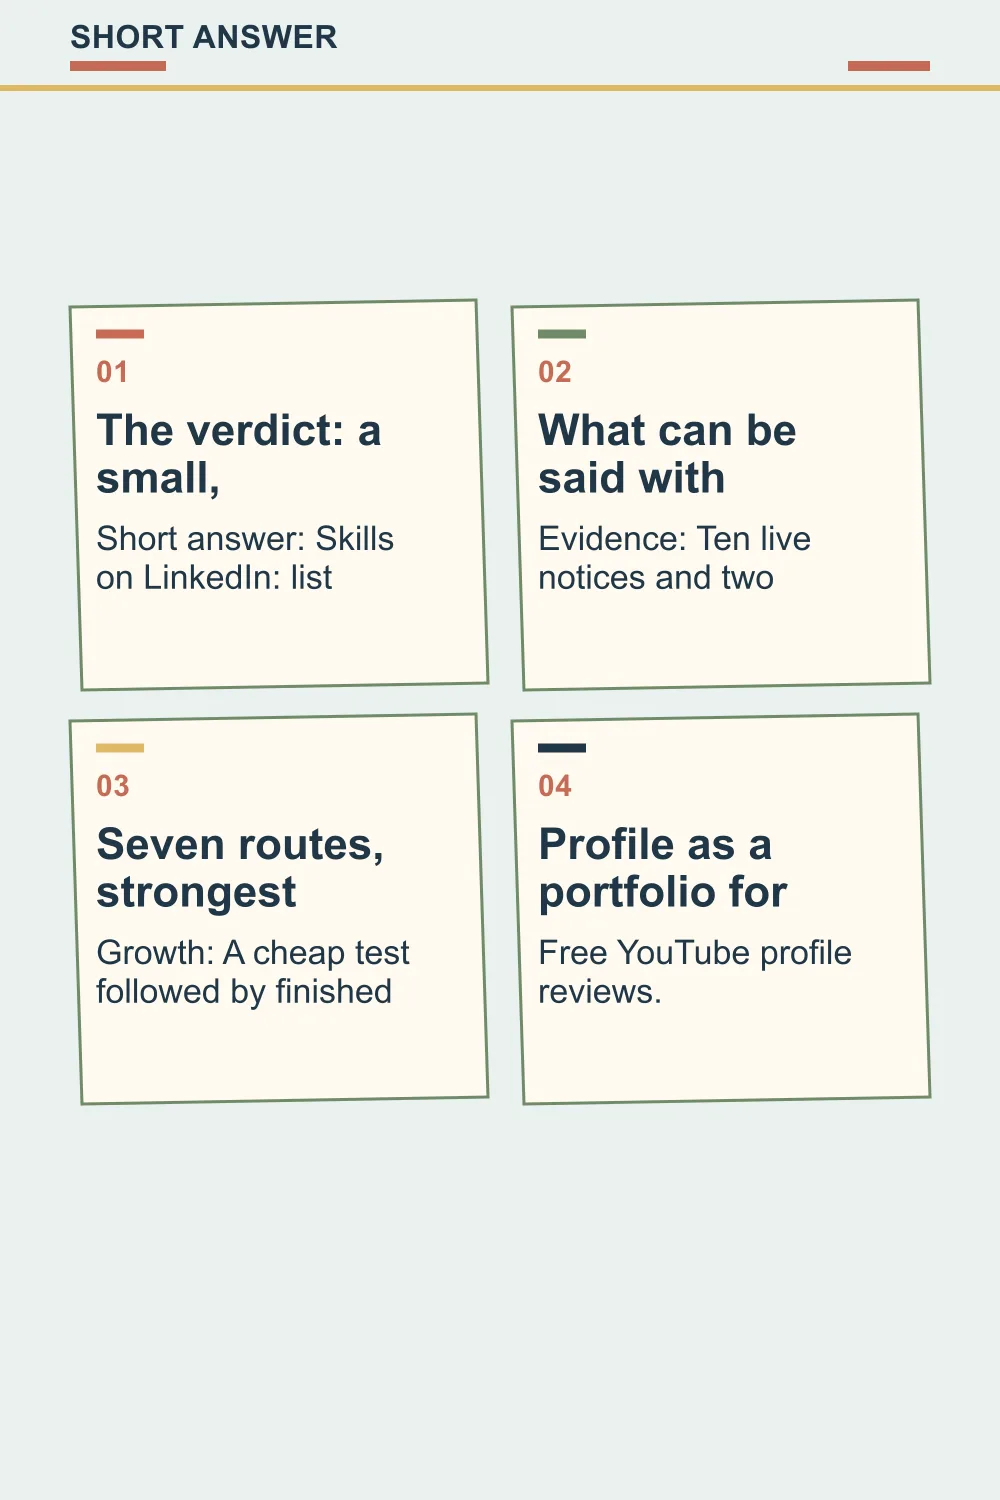 SHORT ANSWER
01
The verdict: a
small,
Short answer: Skills
on LinkedIn: list
02
What can be
said with
Evidence: Ten live
notices and two
03
Seven routes,
strongest
Growth: A cheap test
followed by finished
04
Profile as a
portfolio for
Free YouTube profile
reviews.